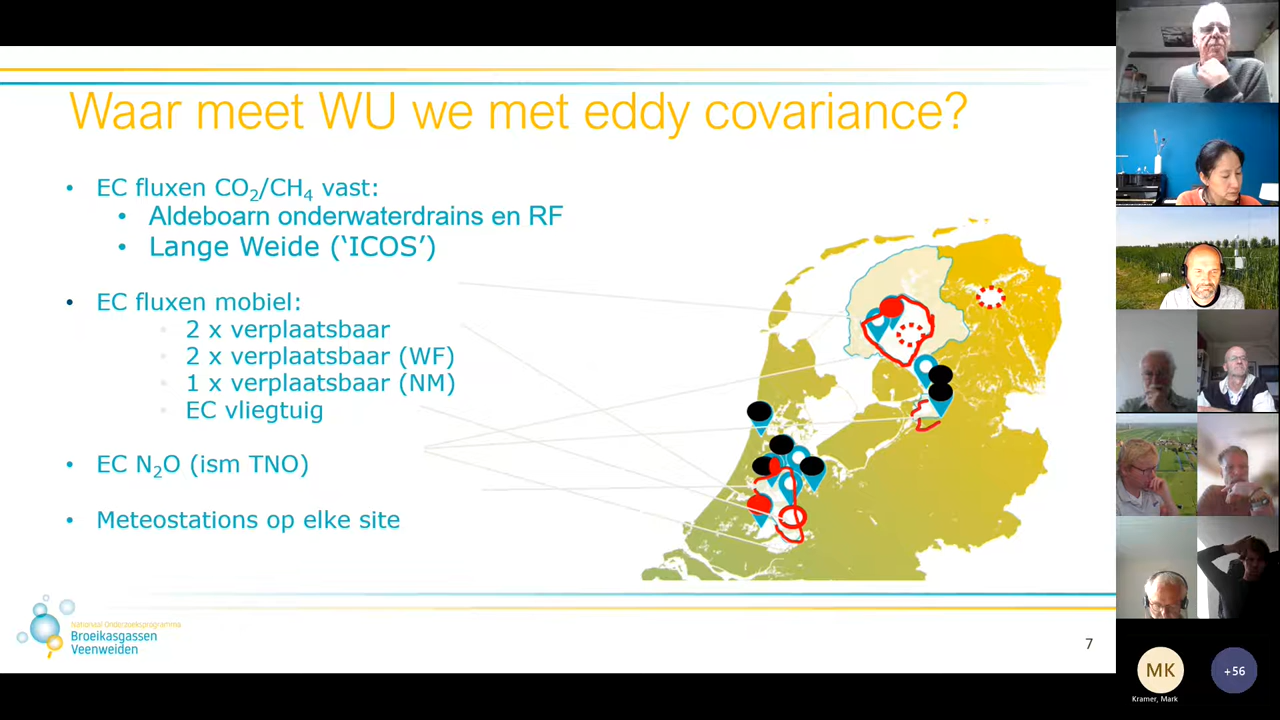 Waar meet WU we met eddy covariance?
• EC fluxen CO₂/CH₄ vast:
• Aldeboarn onderwaterdrains en RF
• Lange Weide (‘ICOS’)
• EC fluxen mobiel:
• 2 x verplaatsbaar
• 2 x verplaatsbaar (WF)
• 1 x verplaatsbaar (NM)
• EC vliegtuig
• EC N₂O (ism TNO)
• Meteostations op elke site
Nationaal Onderzoeksprogramma
Broeikasgassen
Veenweiden
7
MK
+56
Kramer, Mark